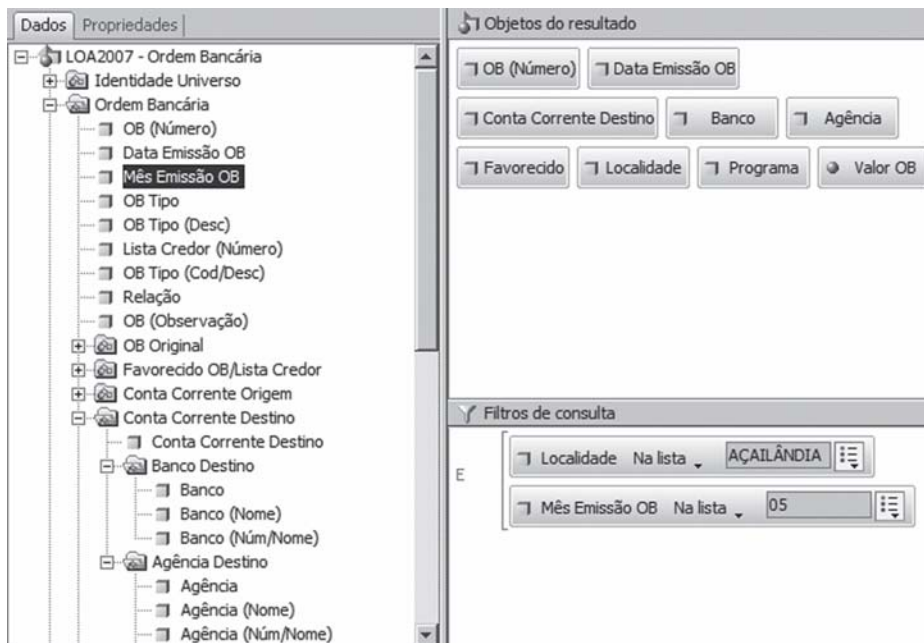 Dados Propriedades
LOA2007 - Ordem Bancária
Identidade Universo
Ordem Bancária
OB (Número)
Data Emissão OB
Mês Emissão OB
OB Tipo
OB Tipo (Desc)
Lista Credor (Número)
OB Tipo (Cod/Desc)
Relação
OB (Observação)
OB Original
Favorecido OB/Lista Credor
Conta Corrente Origem
Conta Corrente Destino
Conta Corrente Destino
Banco Destino
Banco
Banco (Nome)
Banco (Núm/Nome)
Agência Destino
Agência
Agência (Nome)
Agência (Núm/Nome)
Objetos do resultado
OB (Número) Data Emissão OB
Conta Corrente Destino Banco Agência
Favorecido Localidade Programa Valor OB
Filtros de consulta
E
Localidade Na lista AÇAILÂNDIA
Mês Emissão OB Na lista 05